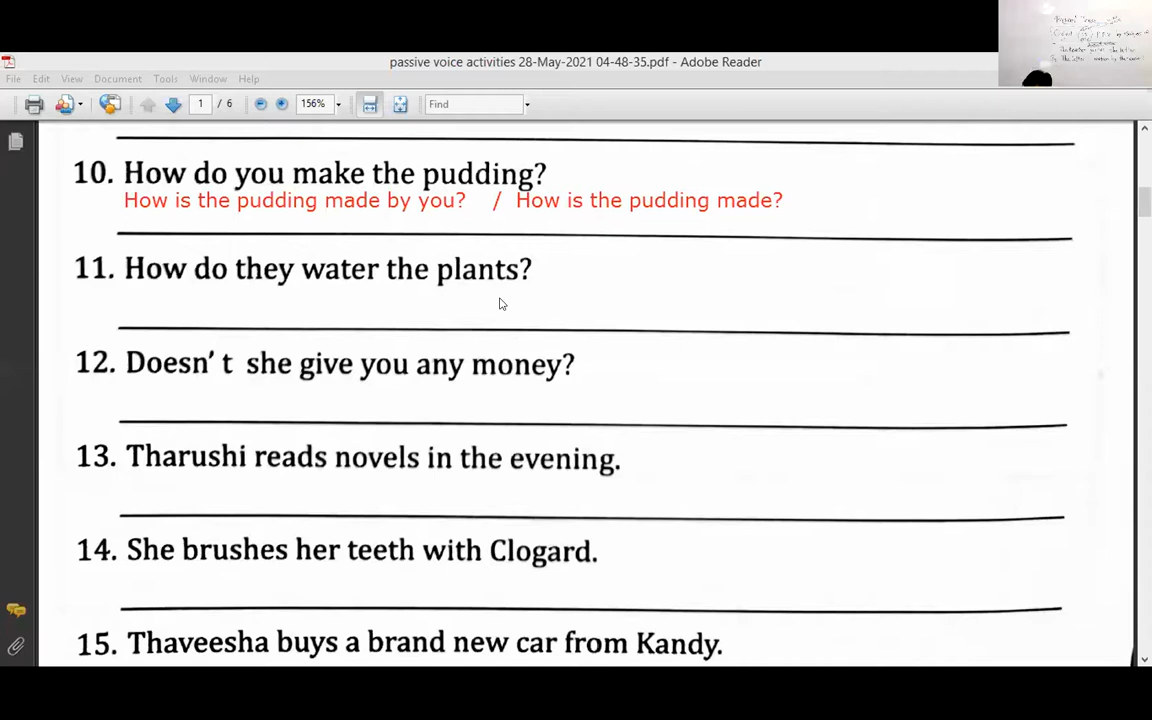 passive voice activities 28-May-2021 04-48-35.pdf - Adobe Reader
File Edit View Document Tools Window Help
1 / 6 156% Find
10. How do you make the pudding?
How is the pudding made by you? / How is the pudding made?
11. How do they water the plants?
12. Doesn't she give you any money?
13. Tharushi reads novels in the evening.
14. She brushes her teeth with Clogard.
15. Thaveesha buys a brand new car from Kandy.